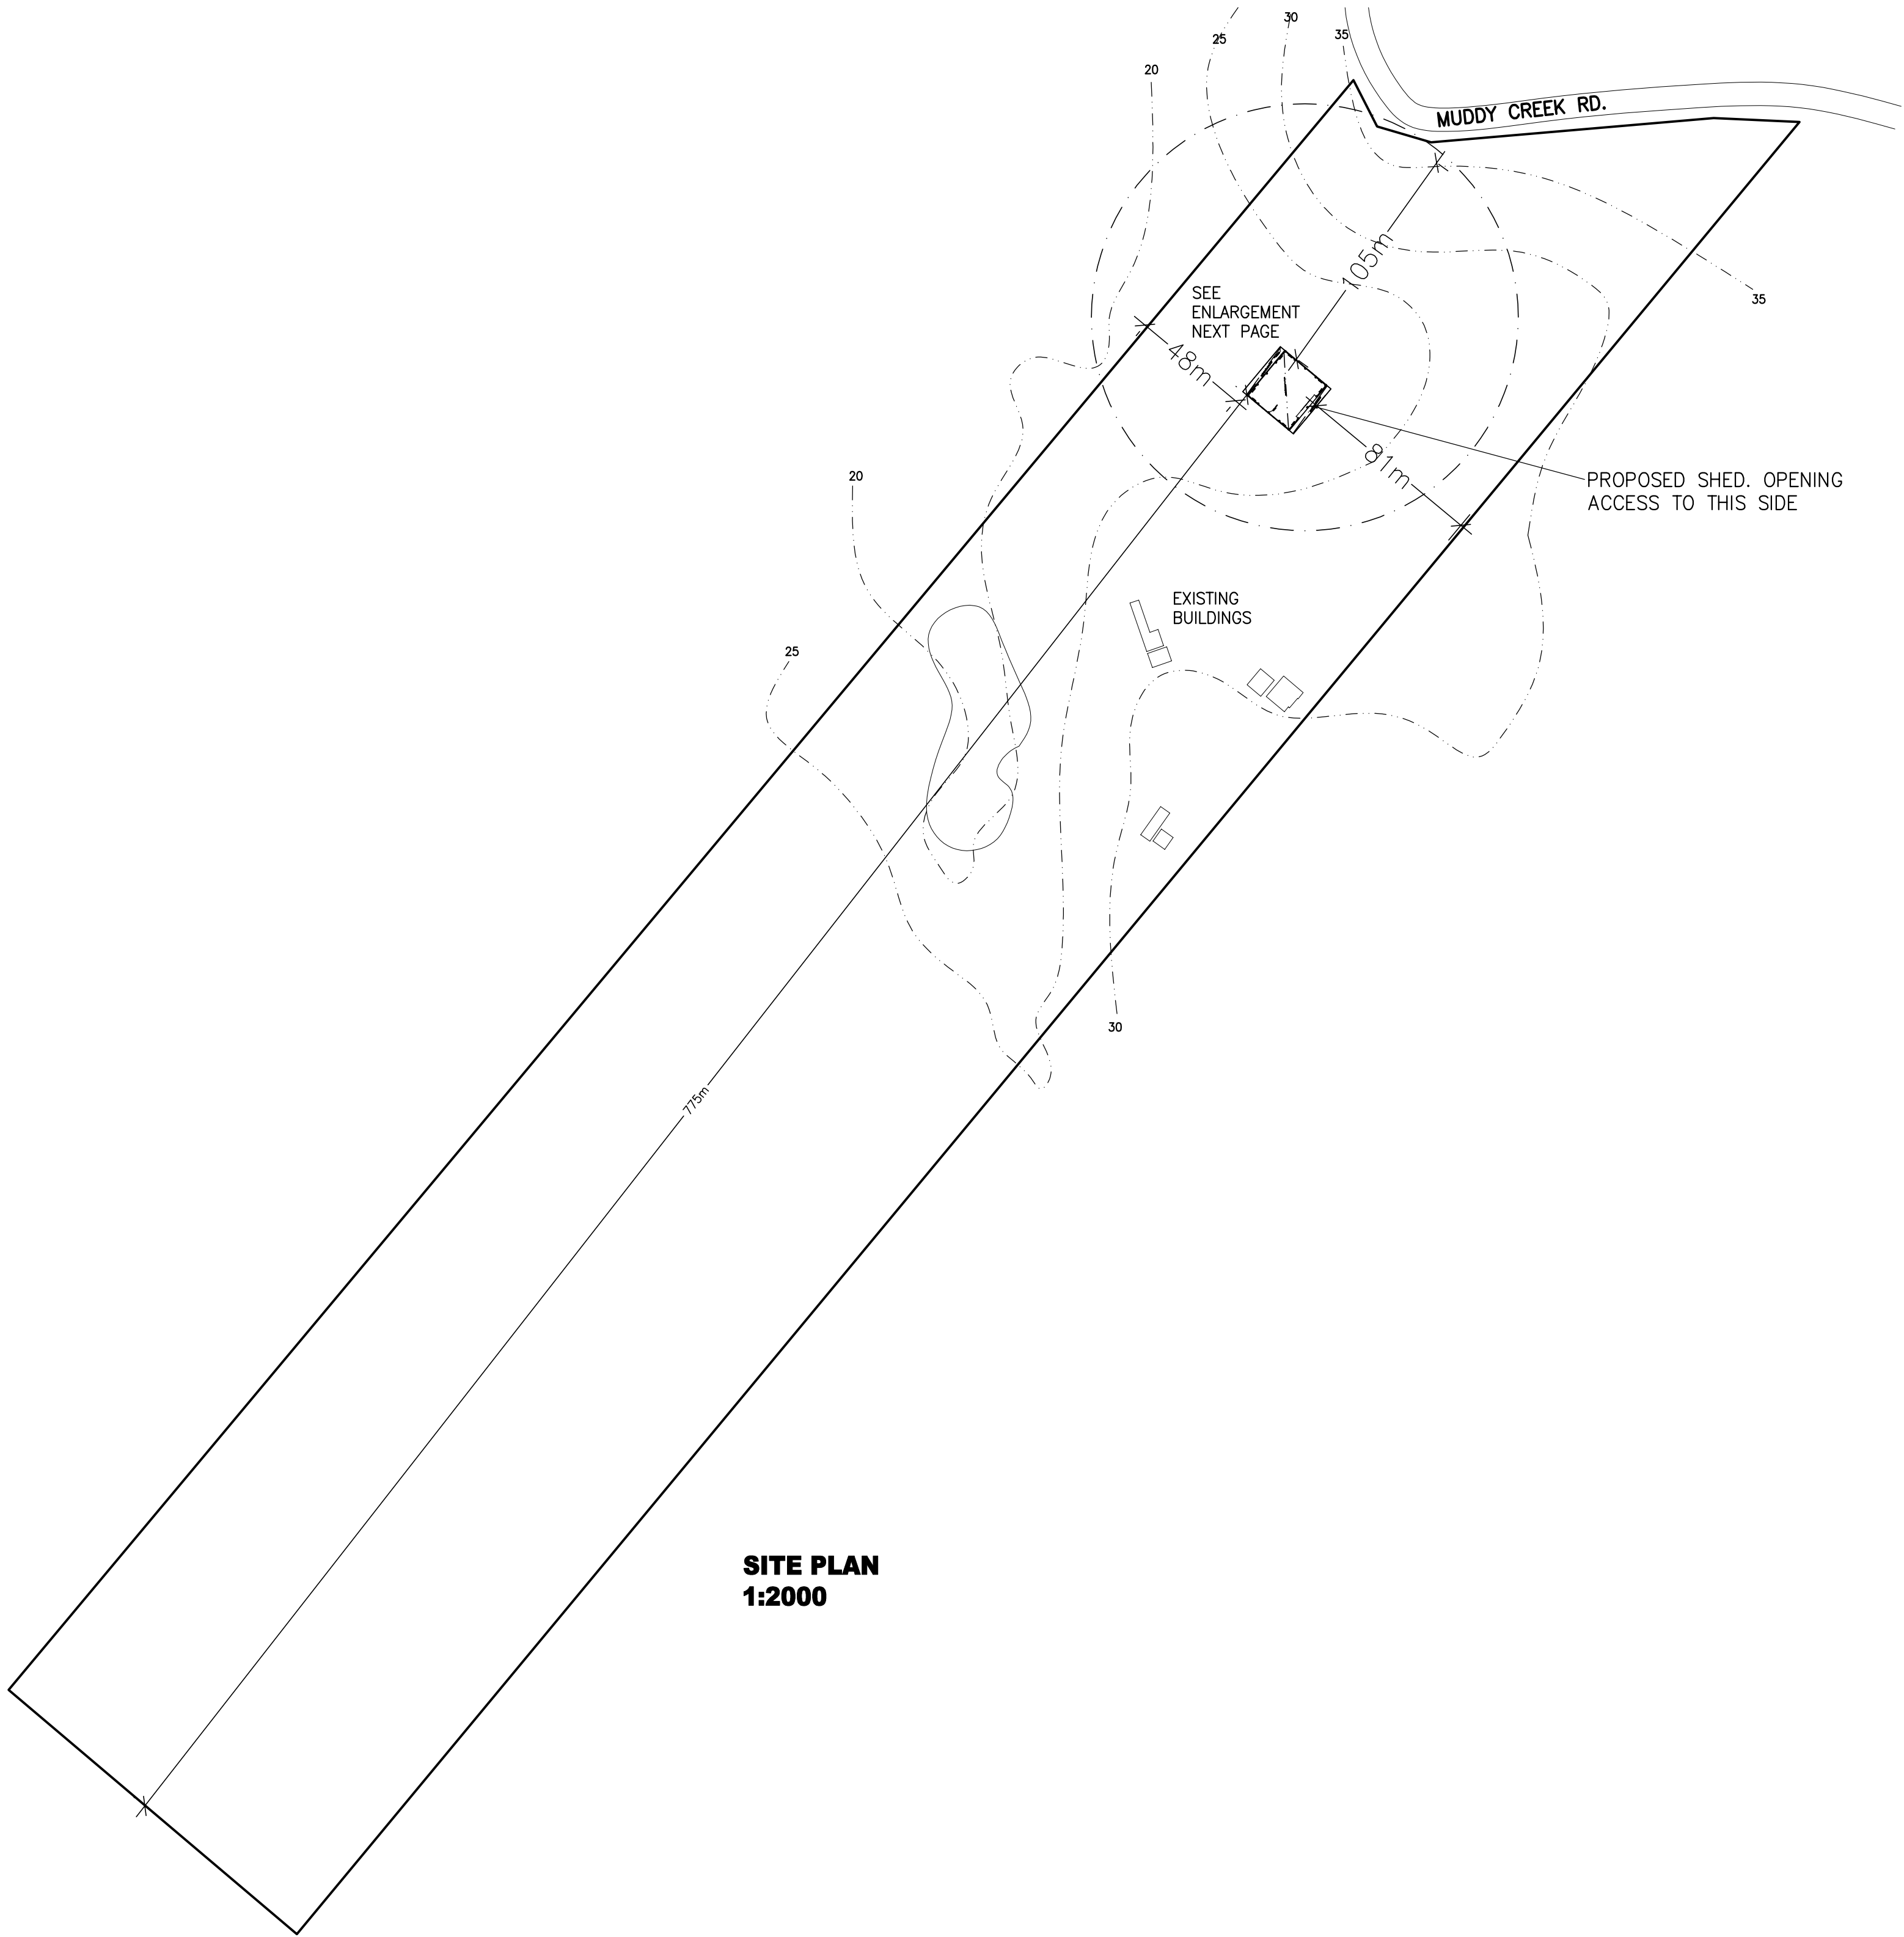 30
35
25
20
MUDDY CREEK RD.
105m
SEE
ENLARGEMENT
NEXT PAGE
35
48m
81m
PROPOSED SHED. OPENING
ACCESS TO THIS SIDE
20
EXISTING
BUILDINGS
25
30
775m
SITE PLAN
1:2000